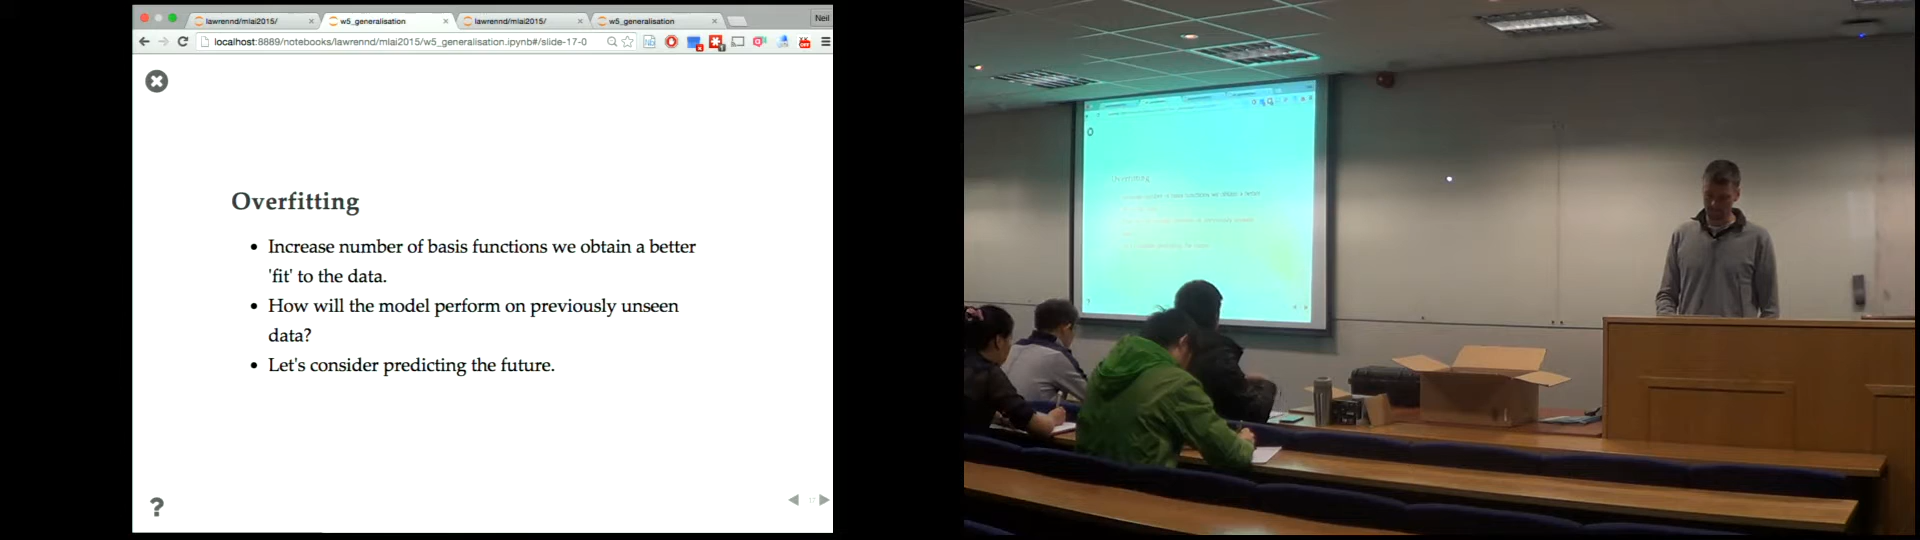 lawrennd/mlai2015/
w5_generalisation
lawrennd/mlai2015/
w5_generalisation
Neil
localhost:8889/notebooks/lawrennd/mlai2015/w5_generalisation.ipynb#/slide-17-0
Overfitting
• Increase number of basis functions we obtain a better
'fit' to the data.
• How will the model perform on previously unseen
data?
• Let's consider predicting the future.
?
Overfitting